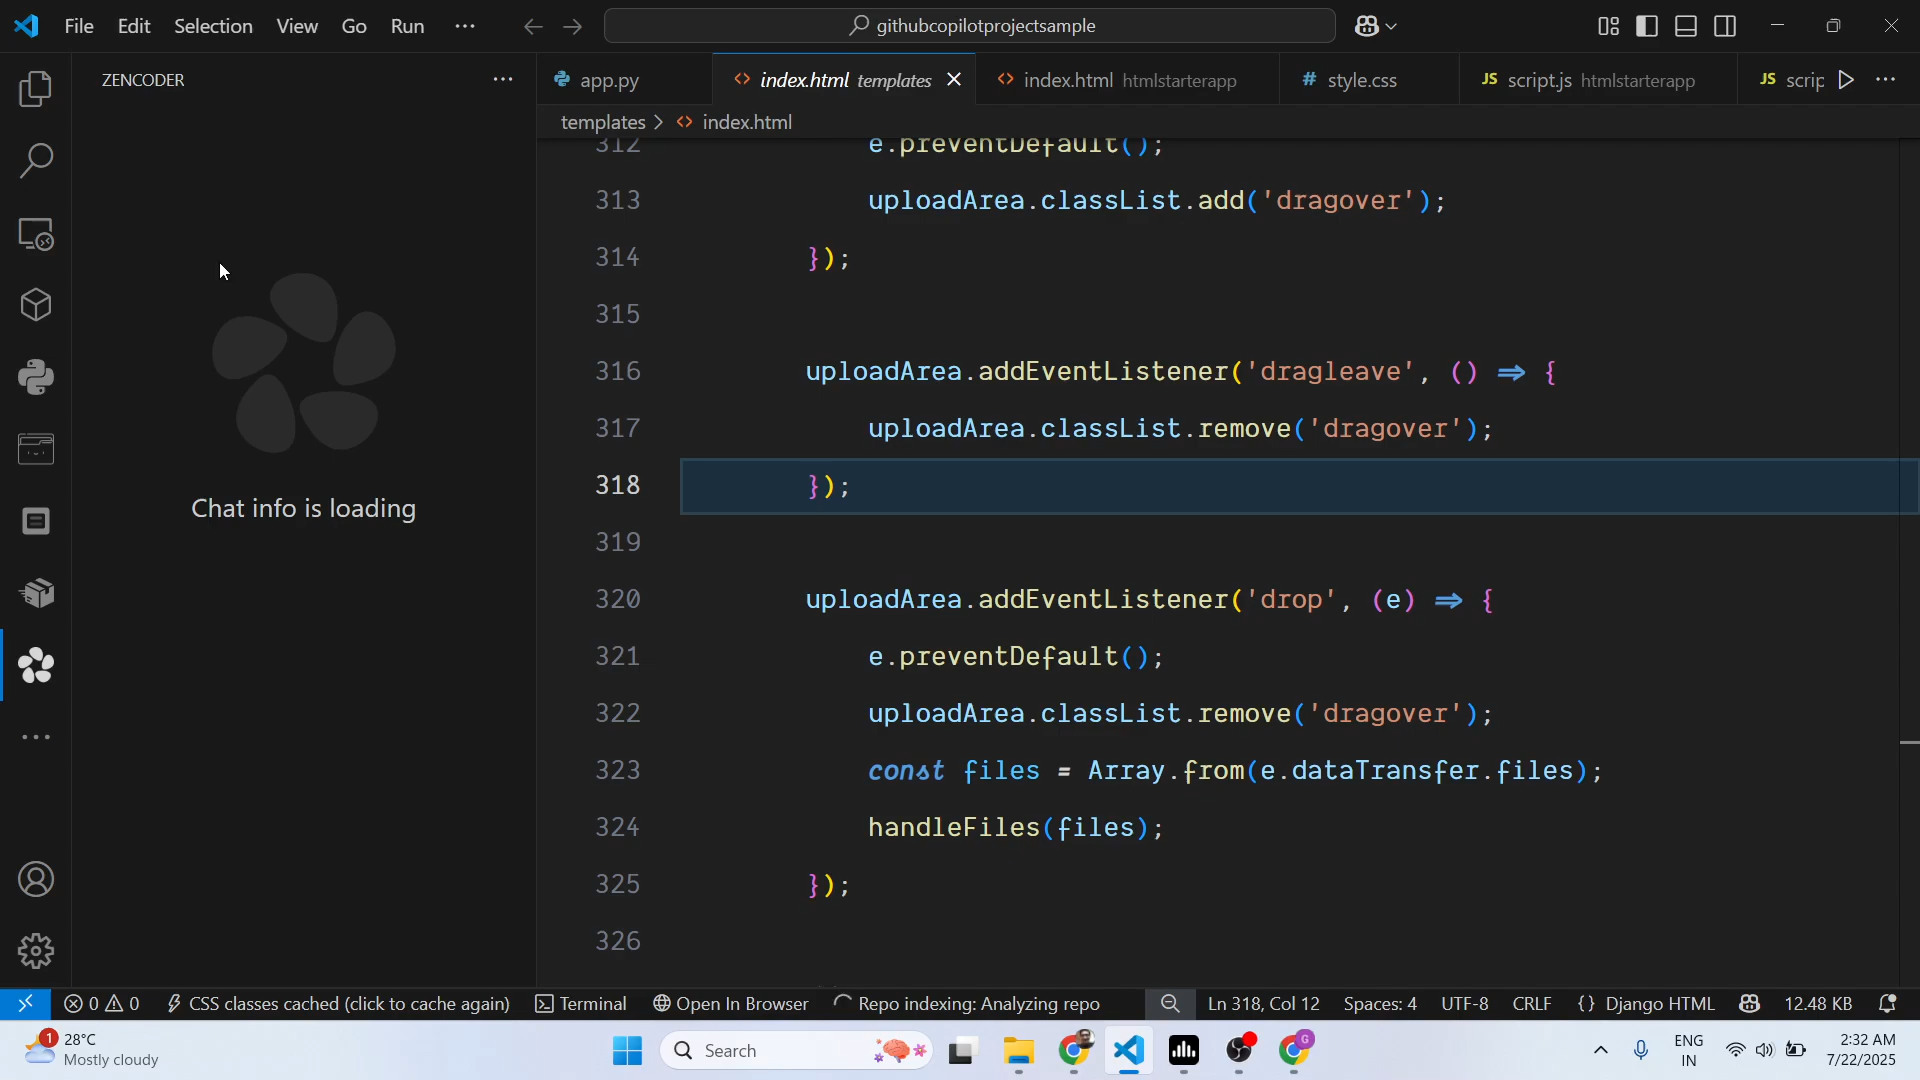 File Edit Selection View Go Run
githubcopilotprojectsample
ZENCODER
app.py
index.html templates
index.html htmlstarterapp
# style.css
JS script.js htmlstarterapp
JS scrip
templates > index.html
Chat info is loading
312 e.preventDefault();
313 uploadArea.classList.add('dragover');
314 });
315
316 uploadArea.addEventListener('dragleave', () => {
317 uploadArea.classList.remove('dragover');
318 });
319
320 uploadArea.addEventListener('drop', (e) => {
321 e.preventDefault();
322 uploadArea.classList.remove('dragover');
323 const files = Array.from(e.dataTransfer.files);
324 handleFiles(files);
325 });
326
0 0 CSS classes cached (click to cache again) Terminal Open In Browser Repo indexing: Analyzing repo Ln 318, Col 12 Spaces: 4 UTF-8 CRLF {} Django HTML 12.48 KB
1
28°C
Mostly cloudy
Search
G
ENG
IN
2:32 AM
7/22/2025